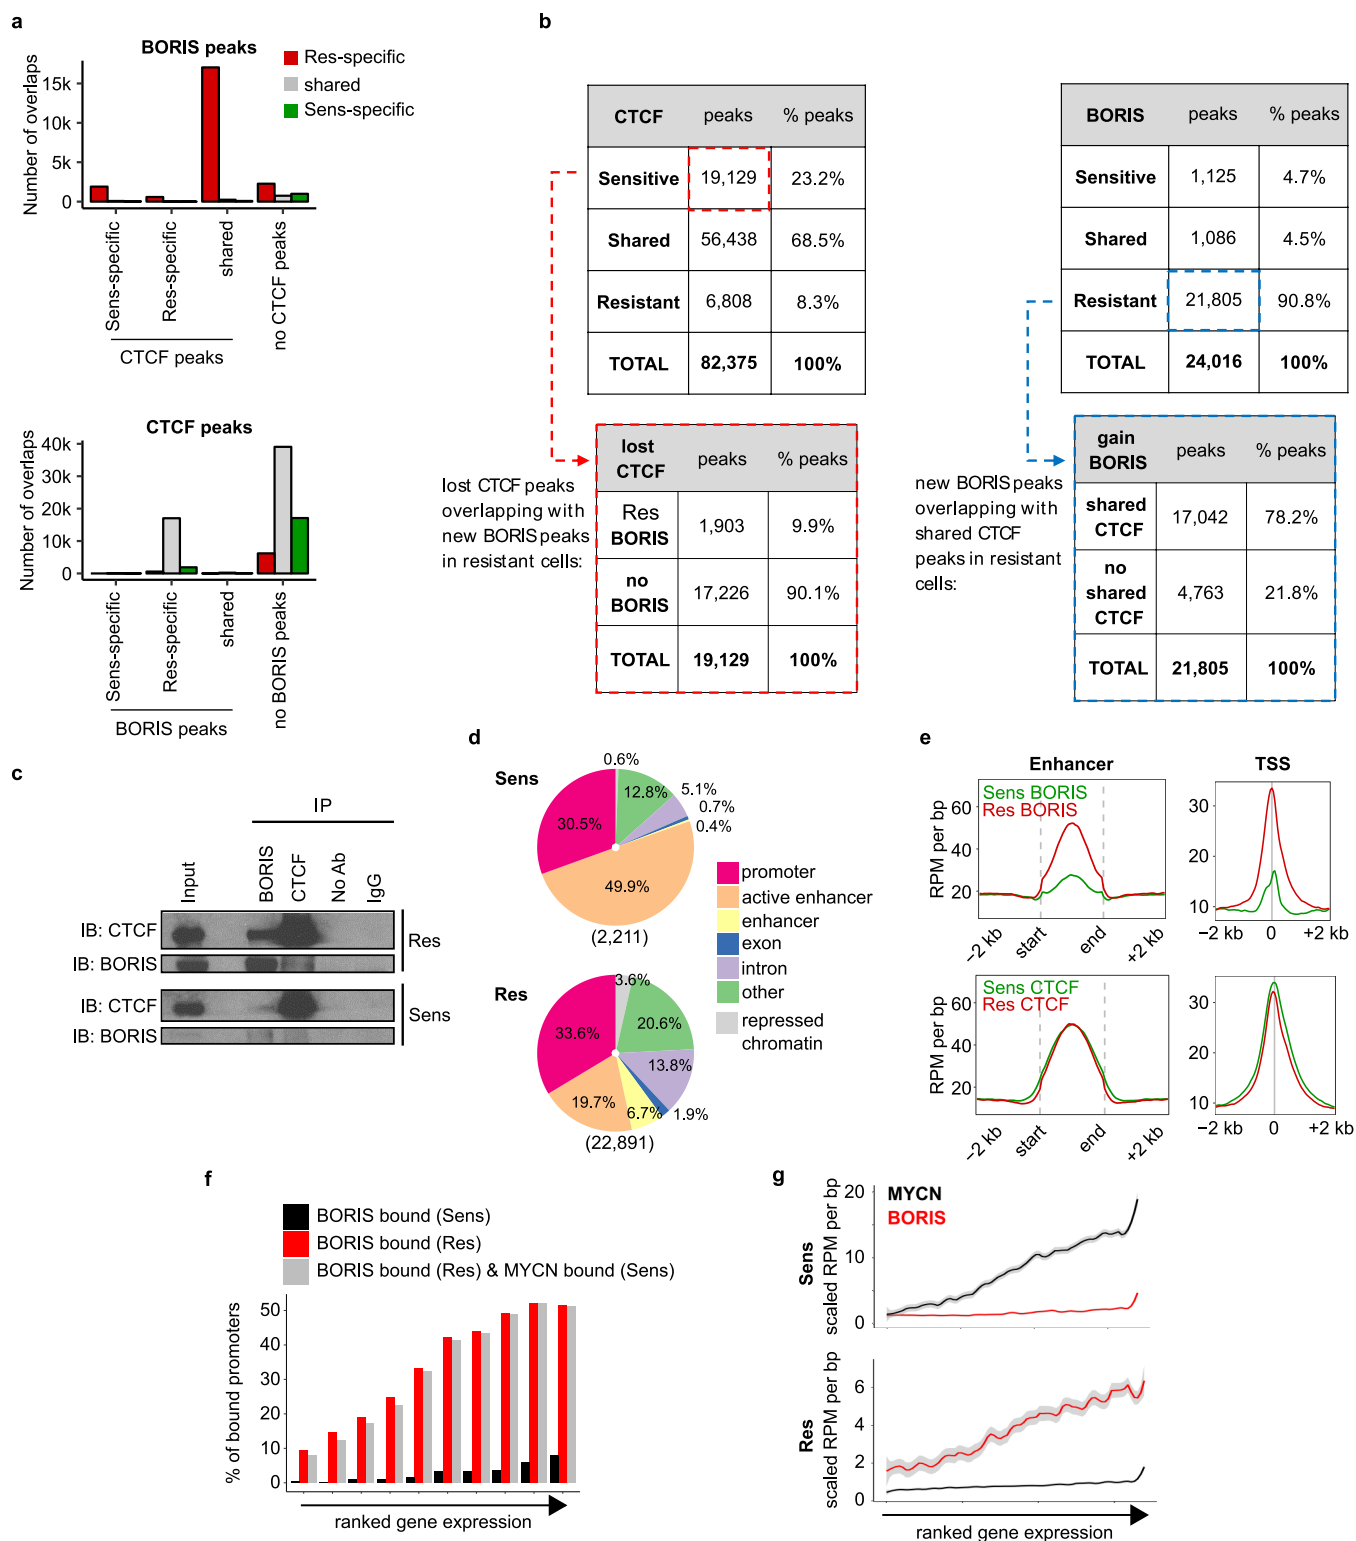 a
BORIS peaks
Res-specific
shared
Sens-specific
Number of overlaps
15k
10k
5k
0
Sens-specific
Res-specific
shared
no CTCF peaks
CTCF peaks
CTCF peaks
Number of overlaps
40k
30k
20k
10k
0
Sens-specific
Res-specific
shared
no BORIS peaks
BORIS peaks
b
CTCF peaks % peaks
Sensitive 19,129 23.2%
Shared 56,438 68.5%
Resistant 6,808 8.3%
TOTAL 82,375 100%
lost CTCF peaks
overlapping with
new BORIS peaks
in resistant cells:
lost
CTCF peaks % peaks
Res
BORIS 1,903 9.9%
no
BORIS 17,226 90.1%
TOTAL 19,129 100%
BORIS peaks % peaks
Sensitive 1,125 4.7%
Shared 1,086 4.5%
Resistant 21,805 90.8%
TOTAL 24,016 100%
new BORIS peaks
overlapping with
shared CTCF
peaks in resistant
cells:
gain
BORIS peaks % peaks
shared
CTCF 17,042 78.2%
no
shared
CTCF 4,763 21.8%
TOTAL 21,805 100%
c
IP
Input
BORIS
CTCF
No Ab
IgG
IB: CTCF
IB: BORIS
Res
IB: CTCF
IB: BORIS
Sens
d
Sens
0.6%
12.8%
5.1%
0.7%
0.4%
30.5%
49.9%
(2,211)
promoter
active enhancer
enhancer
exon
intron
other
repressed
chromatin
Res
3.6%
20.6%
33.6%
13.8%
19.7%
6.7%
1.9%
(22,891)
e
Enhancer
TSS
Sens BORIS
Res BORIS
RPM per bp
60
40
20
−2 kb
start
end
+2 kb
30
20
10
−2 kb 0 +2 kb
Sens CTCF
Res CTCF
RPM per bp
60
40
20
−2 kb
start
end
+2 kb
30
20
10
−2 kb 0 +2 kb
f
BORIS bound (Sens)
BORIS bound (Res)
BORIS bound (Res) & MYCN bound (Sens)
% of bound promoters
50
40
30
20
10
0
ranked gene expression
g
MYCN
BORIS
Sens
scaled RPM per bp
20
10
0
Res
scaled RPM per bp
6
4
2
0
ranked gene expression